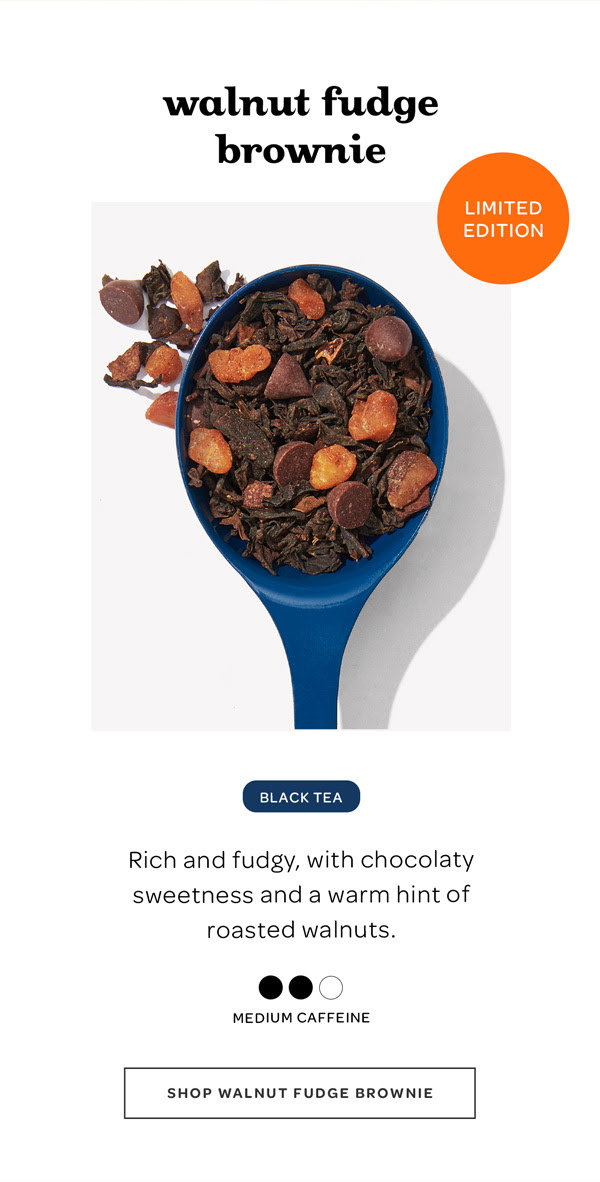 walnut fudge
brownie
LIMITED
EDITION
BLACK TEA
Rich and fudgy, with chocolaty
sweetness and a warm hint of
roasted walnuts.
MEDIUM CAFFEINE
SHOP WALNUT FUDGE BROWNIE